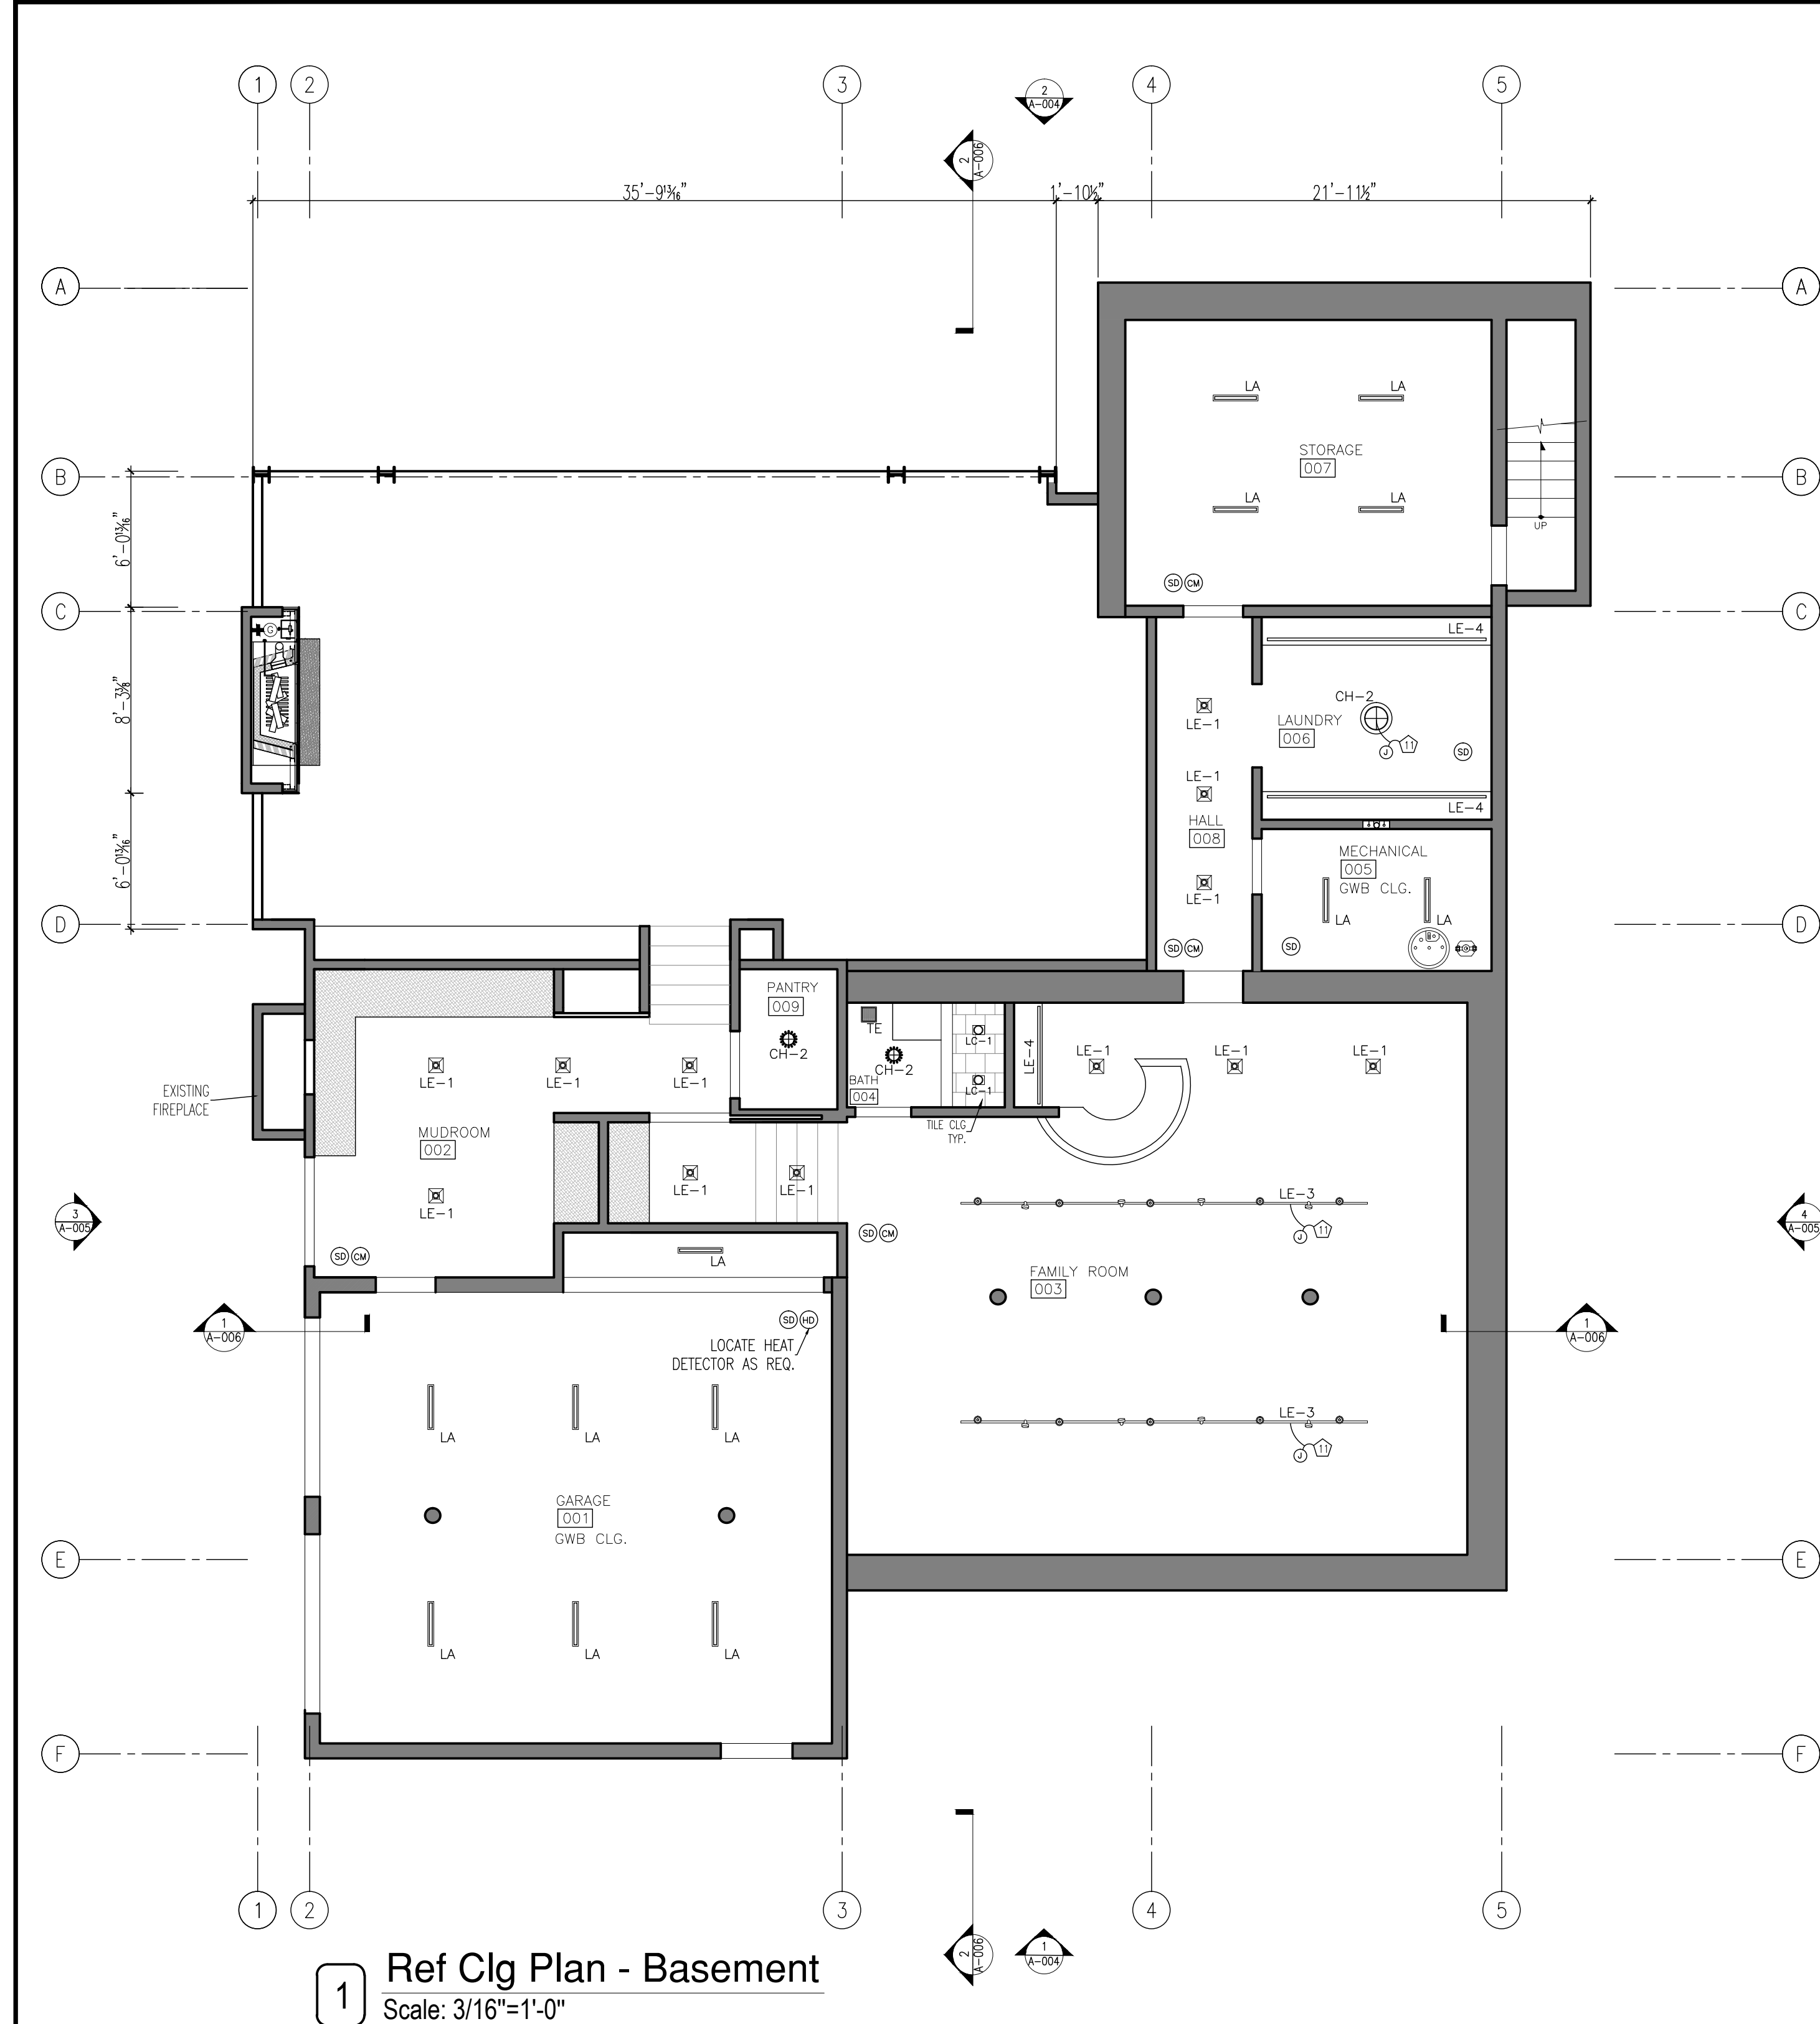 1 2 3 4 5
2
A-004
2
A-006
35'-9 13/16" 1'-10½" 21'-11½"
A A
LA LA
STORAGE
007
B B
LA LA
UP
6'-0 13/16"
SD CM
C C
G
LE-4
8'-3⅞"
CH-2
LE-1
LAUNDRY
006
J 11 SD
LE-1
LE-4
HALL
008
6'-0 13/16"
MECHANICAL
005
GWB CLG.
LE-1
LA LA
D D
SD CM SD
PANTRY
009
TE
LC-1
CH-2
LE-4
LE-1 LE-1 LE-1
LE-1 LE-1 LE-1
CH-2
BATH
004
LC-1
EXISTING
FIREPLACE
TILE CLG
TYP.
MUDROOM
002
LE-1 LE-1
LE-1
LE-3
3
A-005
4
A-005
J 11
SD CM
SD CM
LA
FAMILY ROOM
003
1
A-006
SD HD
1
A-006
LOCATE HEAT
DETECTOR AS REQ.
LE-3
LA LA LA
J 11
GARAGE
001
GWB CLG.
E E
LA LA LA
F F
1 2 3 4 5
2
A-006
1
A-004
1
Ref Clg Plan - Basement
Scale: 3/16"=1'-0"